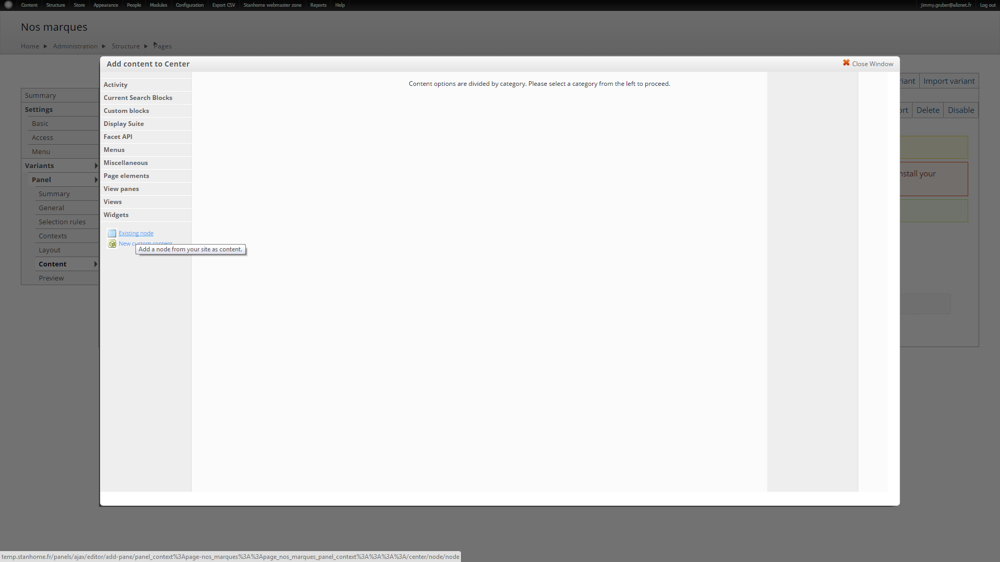 Content Structure Store Appearance People Modules Configuration Export CSV Stanhome webmaster zone Reports Help jimmy.gruber@aliznet.fr Log out
Nos marques
Home Administration Structure Pages
Add content to Center
Close Window
Content options are divided by category. Please select a category from the left to proceed.
Activity
Current Search Blocks
Custom blocks
Display Suite
Facet API
Menus
Miscellaneous
Page elements
View panes
Views
Widgets
Existing node
New custom content
Add a node from your site as content.
Summary
Settings
Basic
Access
Menu
Variants
Panel
Summary
General
Selection rules
Contexts
Layout
Content
Preview
Import variant
Delete Disable
nstall your
temp.stanhome.fr/panels/ajax/editor/add-pane/panel_context%3Apage-nos_marques%3A%3Apage_nos_marques_panel_context%3A%3A%3A%3A/center/node/node